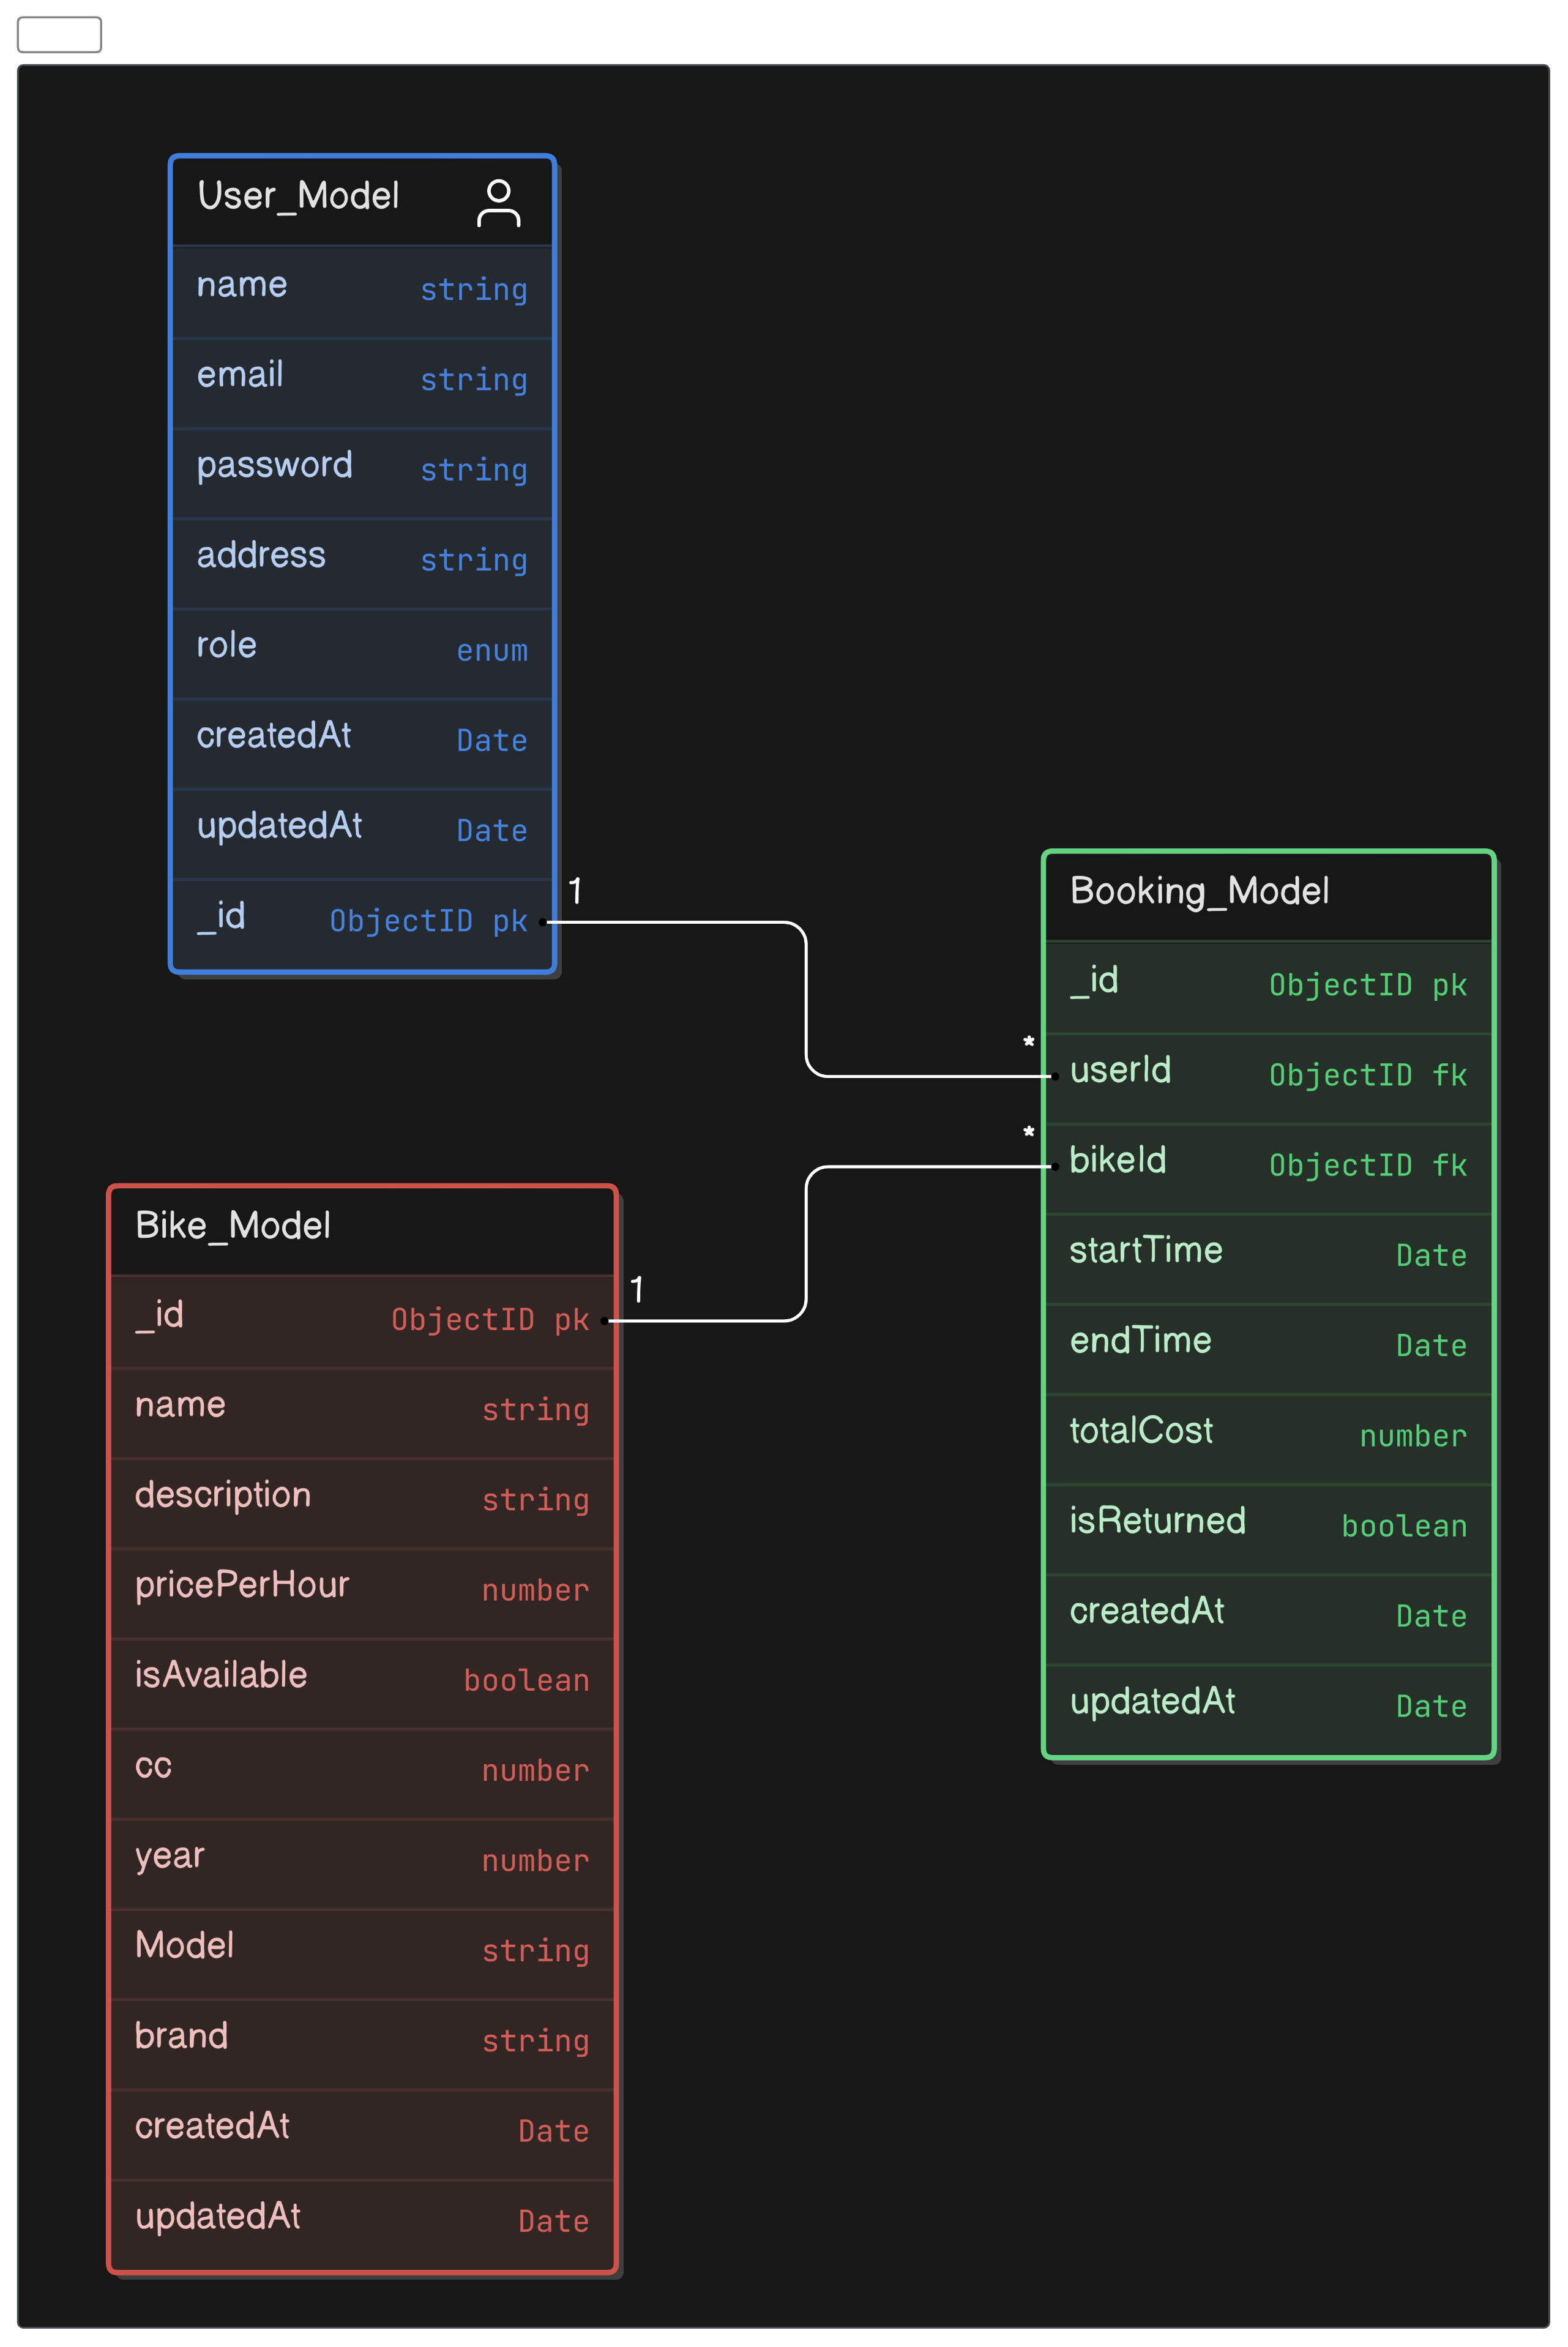 User_Model
name string
email string
password string
address string
role enum
createdAt Date
updatedAt Date
_id ObjectID pk
1
Booking_Model
_id ObjectID pk
*
userId ObjectID fk
*
bikeId ObjectID fk
startTime Date
endTime Date
totalCost number
isReturned boolean
createdAt Date
updatedAt Date
Bike_Model
1
_id ObjectID pk
name string
description string
pricePerHour number
isAvailable boolean
cc number
year number
Model string
brand string
createdAt Date
updatedAt Date